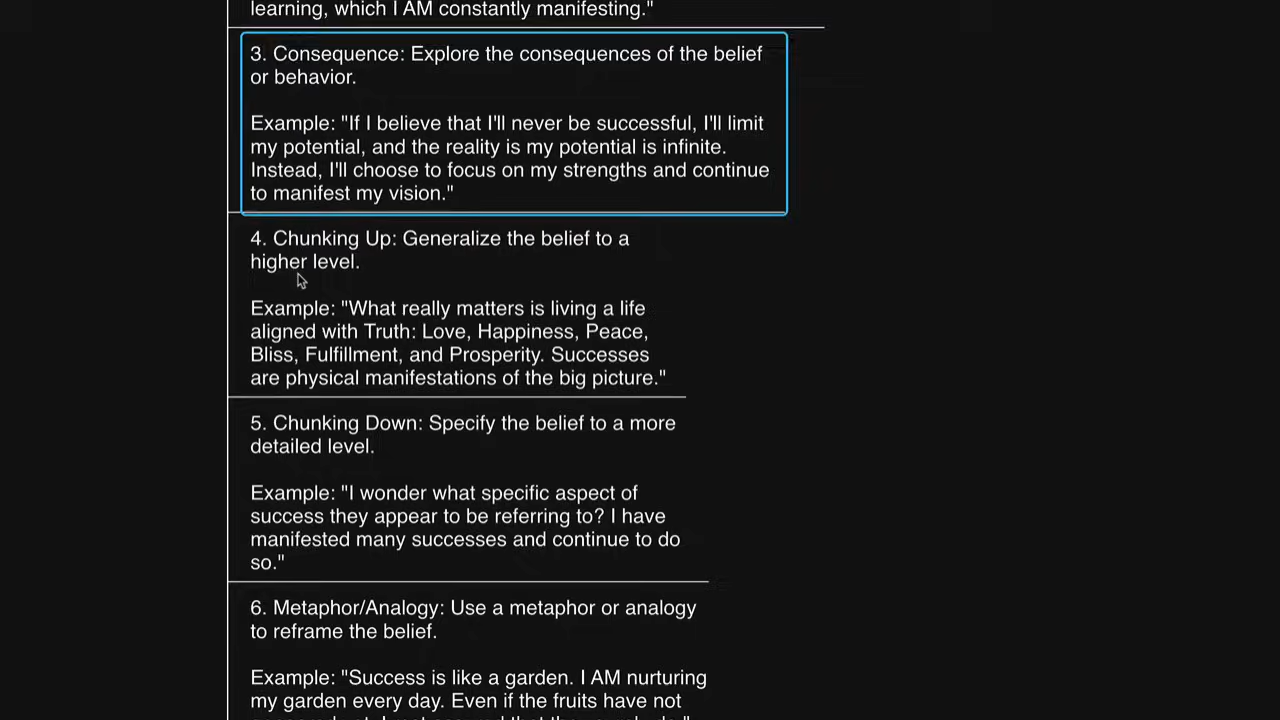 learning, which I AM constantly manifesting."
3. Consequence: Explore the consequences of the belief
or behavior.
Example: "If I believe that I'll never be successful, I'll limit
my potential, and the reality is my potential is infinite.
Instead, I'll choose to focus on my strengths and continue
to manifest my vision."
4. Chunking Up: Generalize the belief to a
higher level.
Example: "What really matters is living a life
aligned with Truth: Love, Happiness, Peace,
Bliss, Fulfillment, and Prosperity. Successes
are physical manifestations of the big picture."
5. Chunking Down: Specify the belief to a more
detailed level.
Example: "I wonder what specific aspect of
success they appear to be referring to? I have
manifested many successes and continue to do
so."
6. Metaphor/Analogy: Use a metaphor or analogy
to reframe the belief.
Example: "Success is like a garden. I AM nurturing
my garden every day. Even if the fruits have not